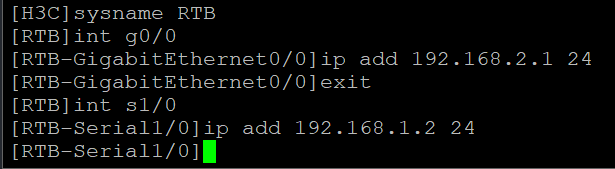 [H3C]sysname RTB
[RTB]int g0/0
[RTB-GigabitEthernet0/0]ip add 192.168.2.1 24
[RTB-GigabitEthernet0/0]exit
[RTB]int s1/0
[RTB-Serial1/0]ip add 192.168.1.2 24
[RTB-Serial1/0]